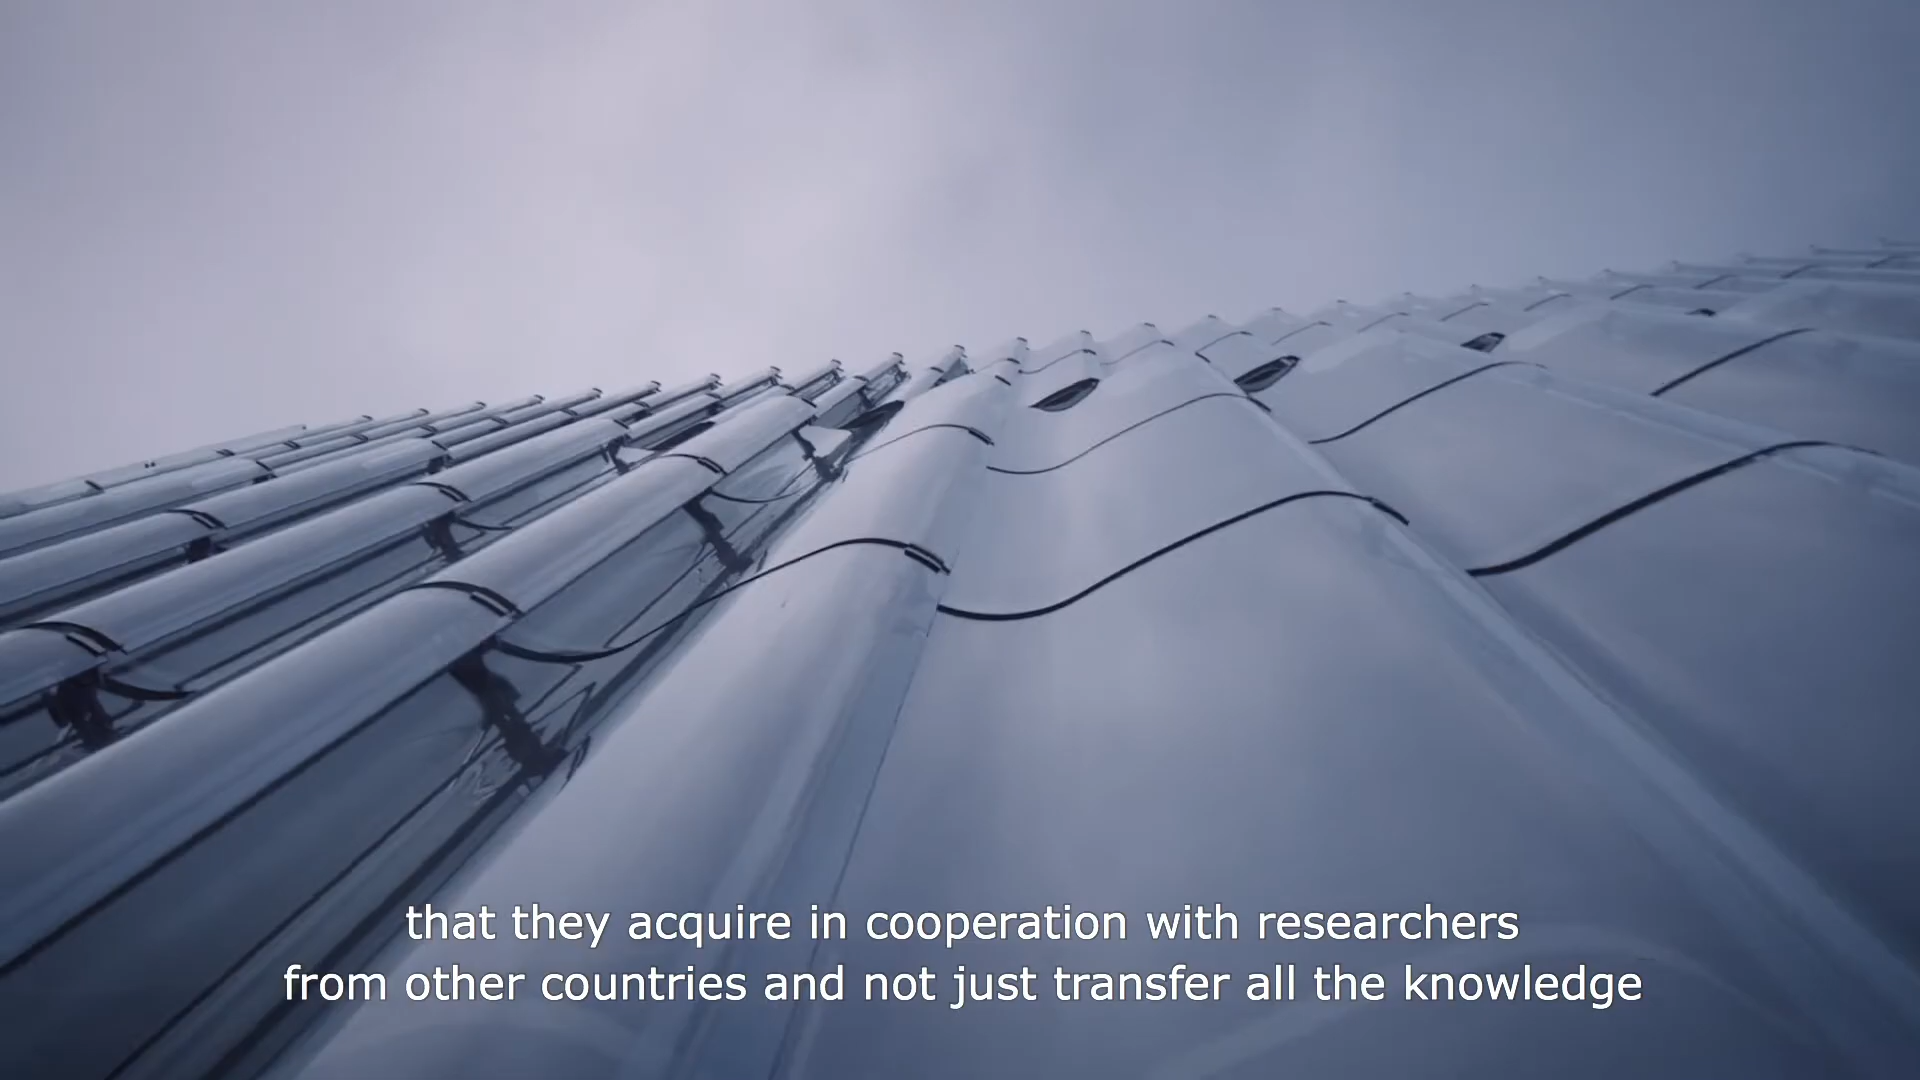 that they acquire in cooperation with researchers
from other countries and not just transfer all the knowledge